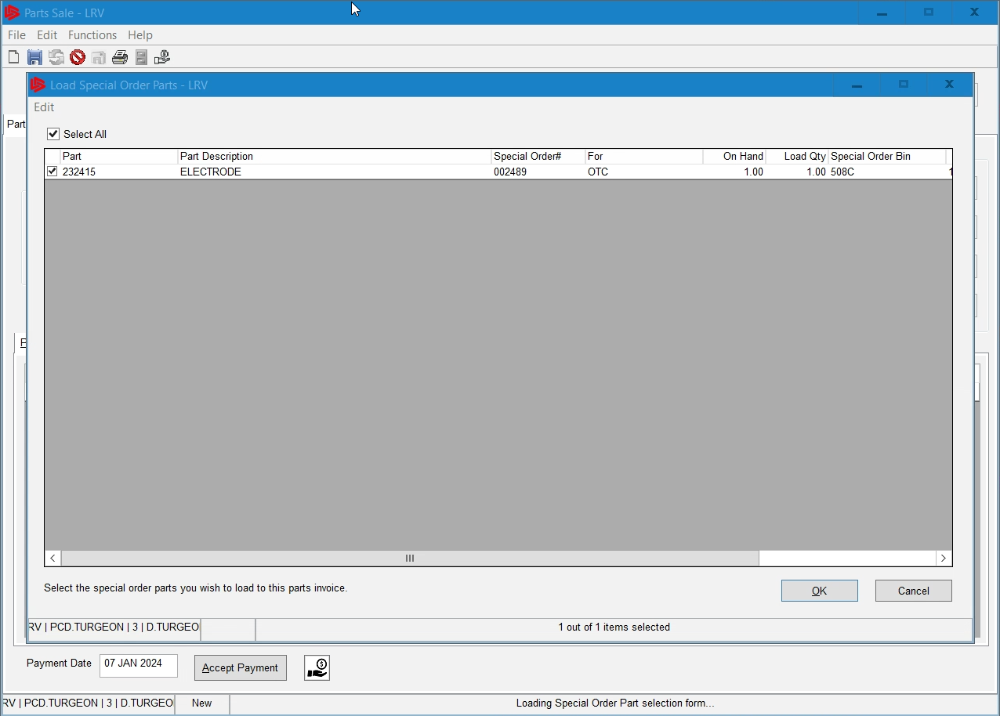 Parts Sale - LRV
File Edit Functions Help
Load Special Order Parts - LRV
Edit
Part
Select All
Part Part Description Special Order# For On Hand Load Qty Special Order Bin
232415 ELECTRODE 002489 OTC 1.00 1.00 508C 1
Select the special order parts you wish to load to this parts invoice.
OK Cancel
RV | PCD.TURGEON | 3 | D.TURGEO 1 out of 1 items selected
Payment Date 07 JAN 2024 Accept Payment
RV | PCD.TURGEON | 3 | D.TURGEO New Loading Special Order Part selection form...